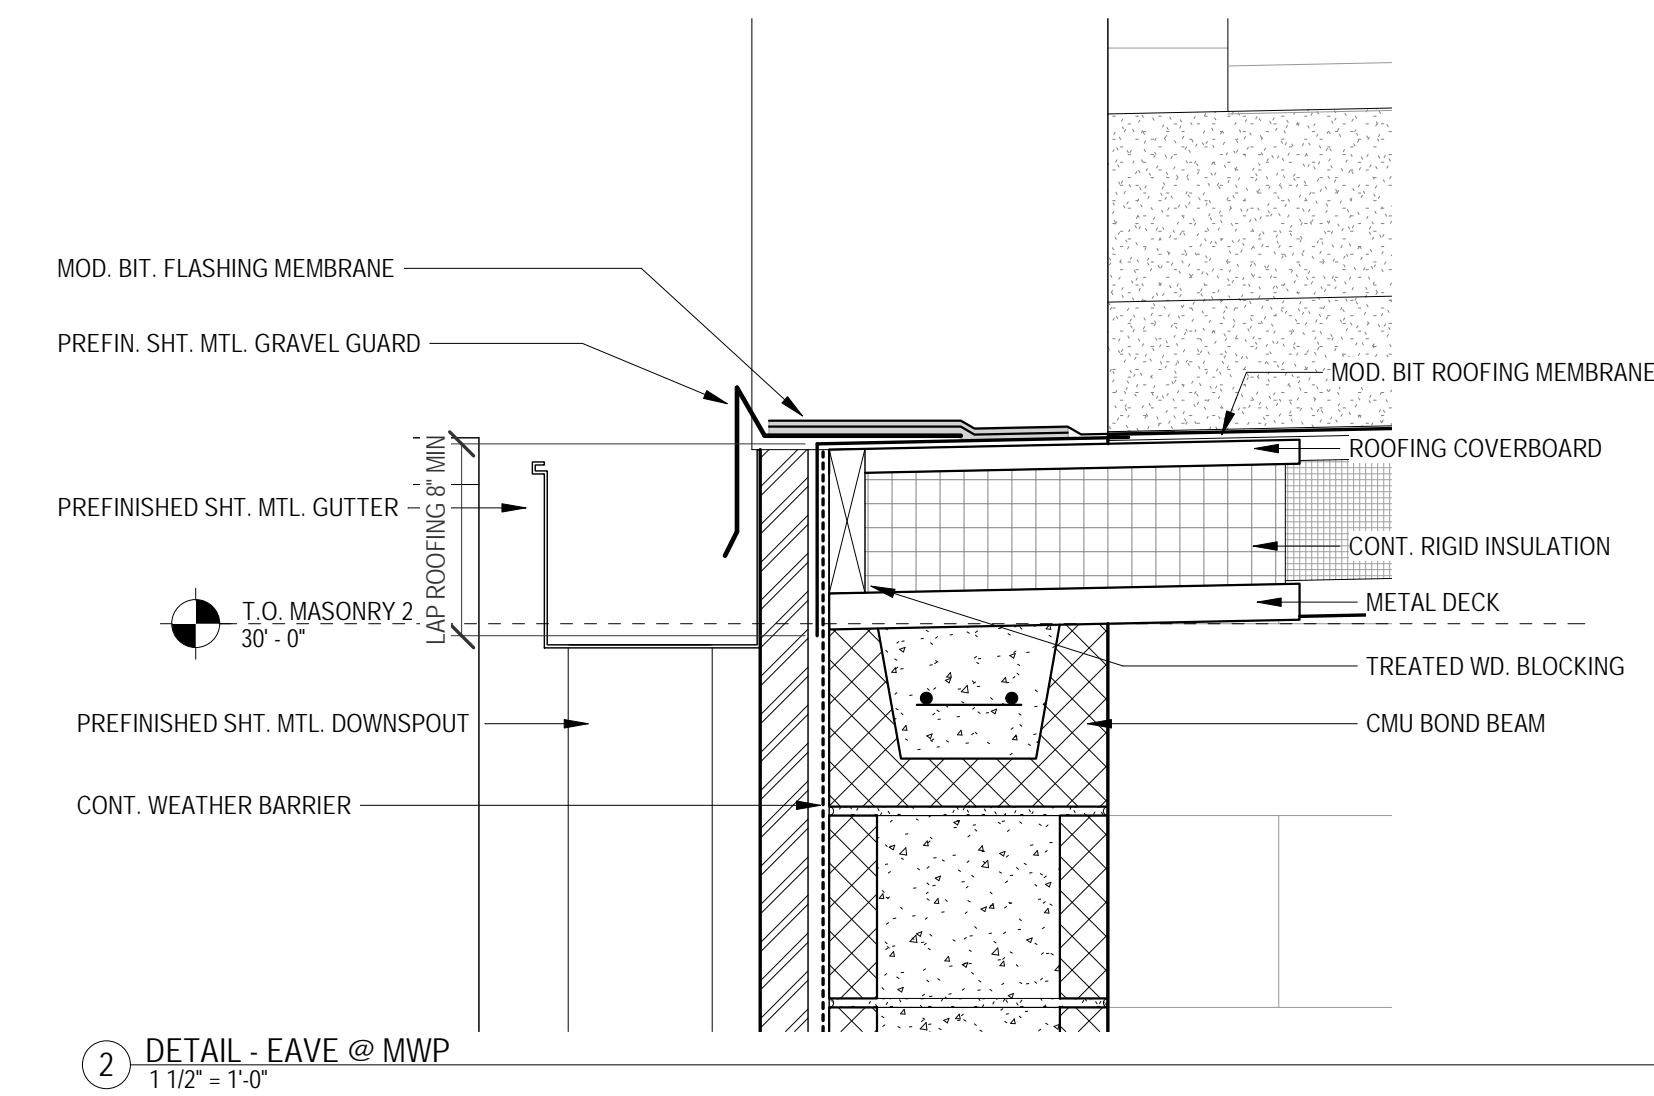 MOD. BIT. FLASHING MEMBRANE
PREFIN. SHT. MTL. GRAVEL GUARD
MOD. BIT ROOFING MEMBRANE
ROOFING COVERBOARD
LAP ROOFING 8" MIN
PREFINISHED SHT. MTL. GUTTER
CONT. RIGID INSULATION
METAL DECK
T.O. MASONRY 2
30' - 0"
TREATED WD. BLOCKING
PREFINISHED SHT. MTL. DOWNSPOUT
CMU BOND BEAM
CONT. WEATHER BARRIER
2
DETAIL - EAVE @ MWP
1 1/2" = 1'-0"